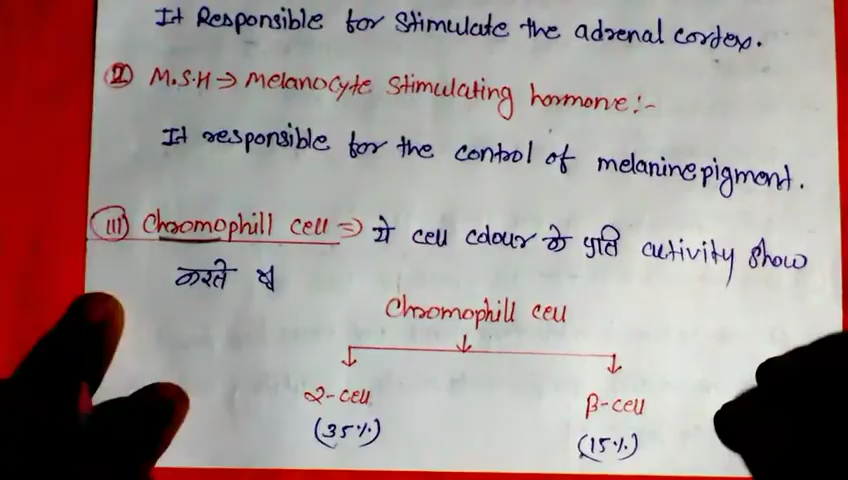 It Responsible for Stimulate the adrenal cortex.
(II) M.S.H → Melanocyte Stimulating hormone:-
It responsible for the control of melanine pigment.
(III) Chromophill cell ⇒ ये cell colour के प्रति activity show
करते है
Chromophill cell
α-cell β-cell
(35%) (15%)